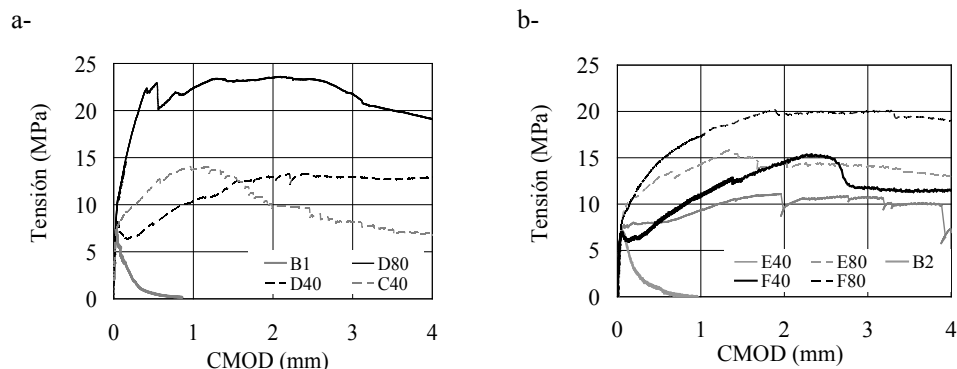 a-
25
20
15
10
5
0
Tensión (MPa)
B1 D80
D40 C40
0 1 2 3 4
CMOD (mm)
b-
25
20
15
10
5
0
Tensión (MPa)
E40 E80 B2
F40 F80
0 1 2 3 4
CMOD (mm)